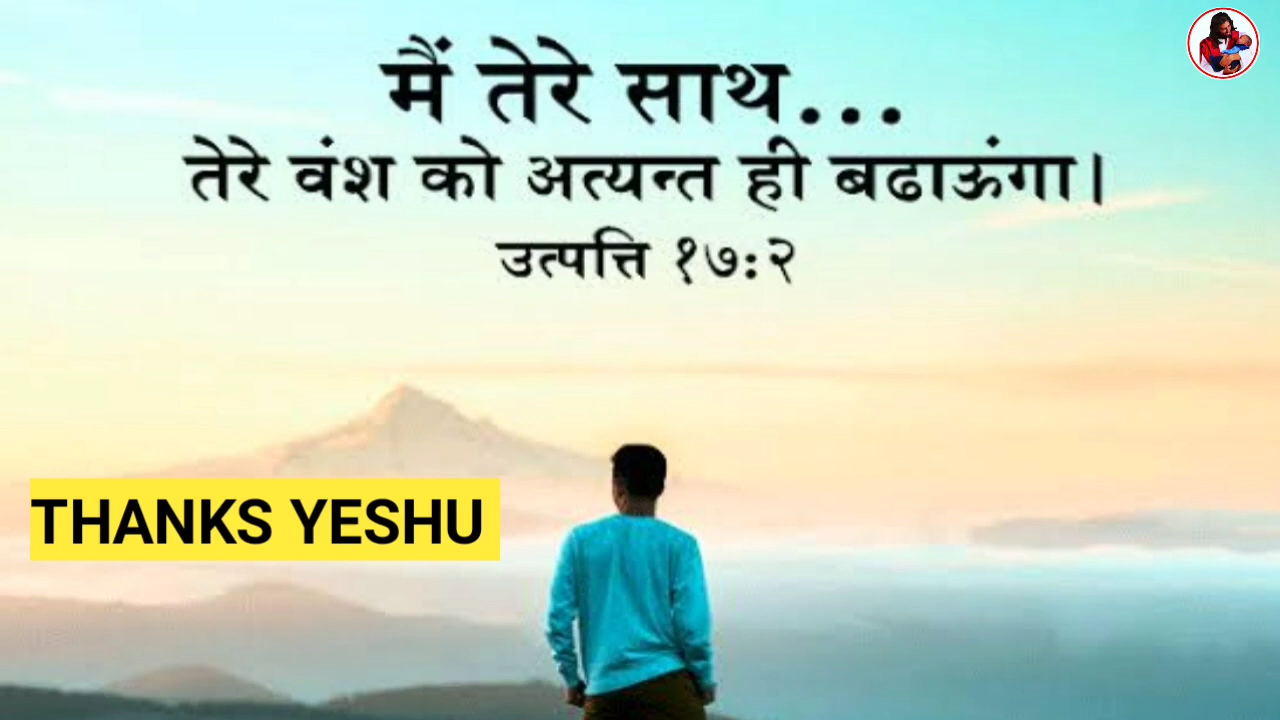 मैं तेरे साथ...
तेरे वंश को अत्यन्त ही बढाऊंगा।
उत्पत्ति १७:२
THANKS YESHU